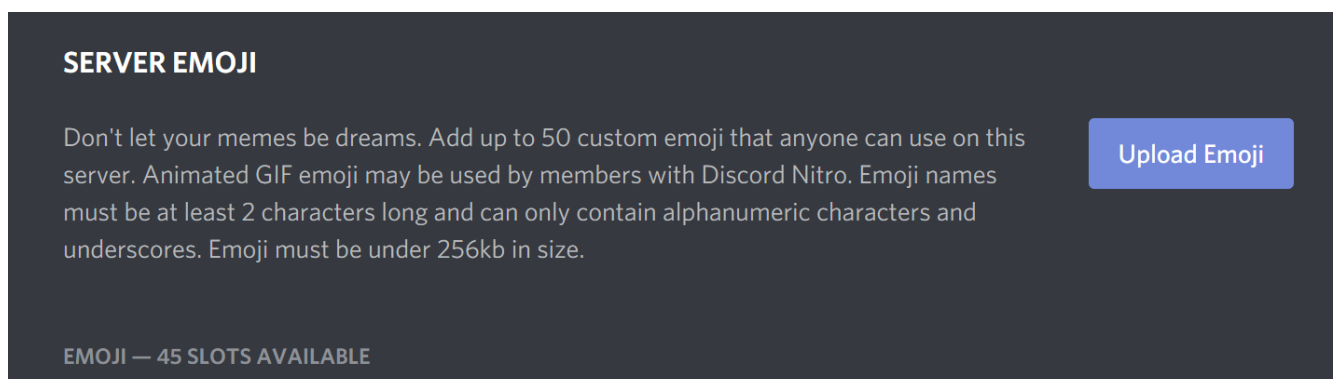 SERVER EMOJI
Don't let your memes be dreams. Add up to 50 custom emoji that anyone can use on this
server. Animated GIF emoji may be used by members with Discord Nitro. Emoji names
must be at least 2 characters long and can only contain alphanumeric characters and
underscores. Emoji must be under 256kb in size.
Upload Emoji
EMOJI — 45 SLOTS AVAILABLE